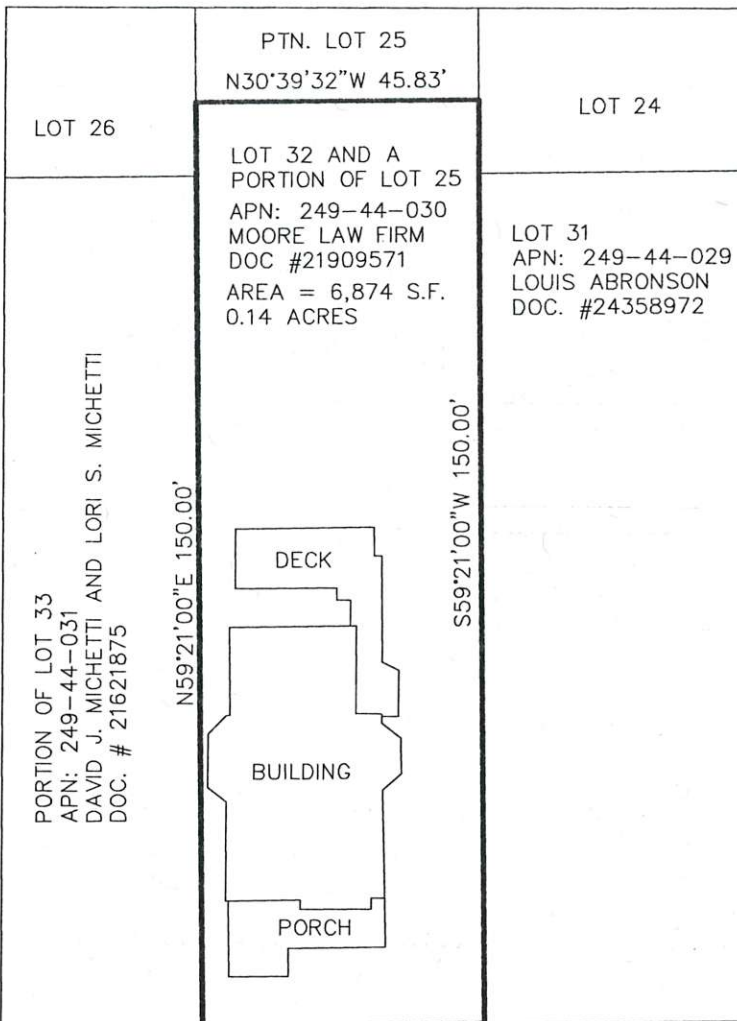 PTN. LOT 25
N30°39'32"W 45.83'
LOT 26
LOT 24
LOT 32 AND A
PORTION OF LOT 25
APN: 249-44-030
MOORE LAW FIRM
DOC #21909571
AREA = 6,874 S.F.
0.14 ACRES
LOT 31
APN: 249-44-029
LOUIS ABRONSON
DOC. #24358972
PORTION OF LOT 33
APN: 249-44-031
DAVID J. MICHETTI AND LORI S. MICHETTI
DOC. # 21621875
N59°21'00"E 150.00'
S59°21'00"W 150.00'
DECK
BUILDING
PORCH